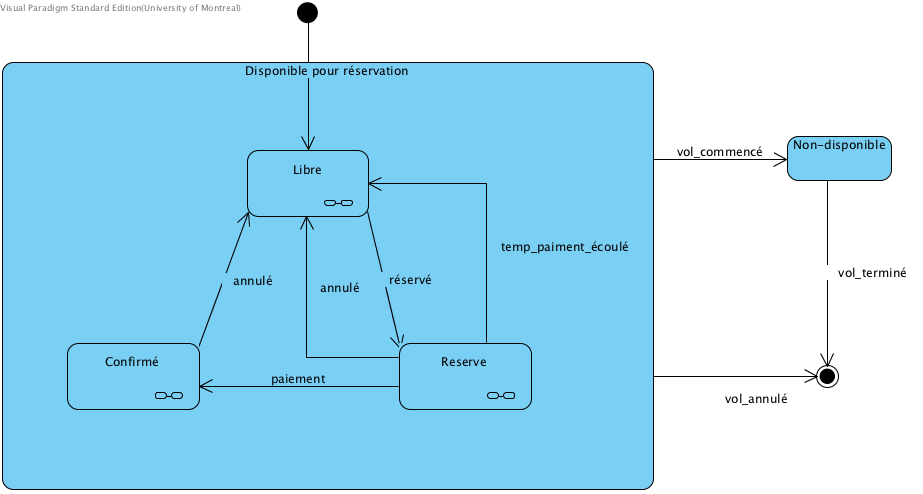 Visual Paradigm Standard Edition(University of Montreal)
Disponible pour réservation
Non-disponible
vol_commencé
Libre
temp_paiment_écoulé
vol_terminé
annulé
annulé
réservé
Confirmé
Reserve
paiement
vol_annulé